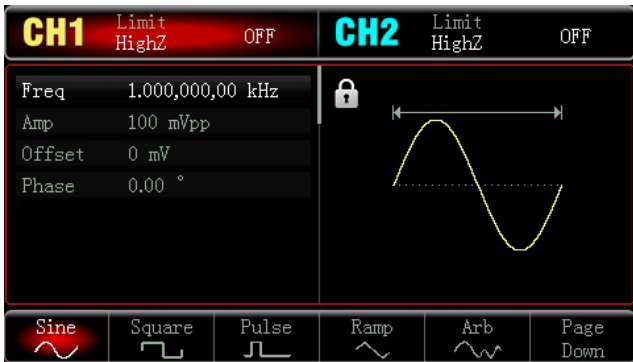 CH1 Limit HighZ OFF CH2 Limit HighZ OFF
Freq 1.000,000,00 kHz
Amp 100 mVpp
Offset 0 mV
Phase 0.00 °
Sine Square Pulse Ramp Arb Page Down